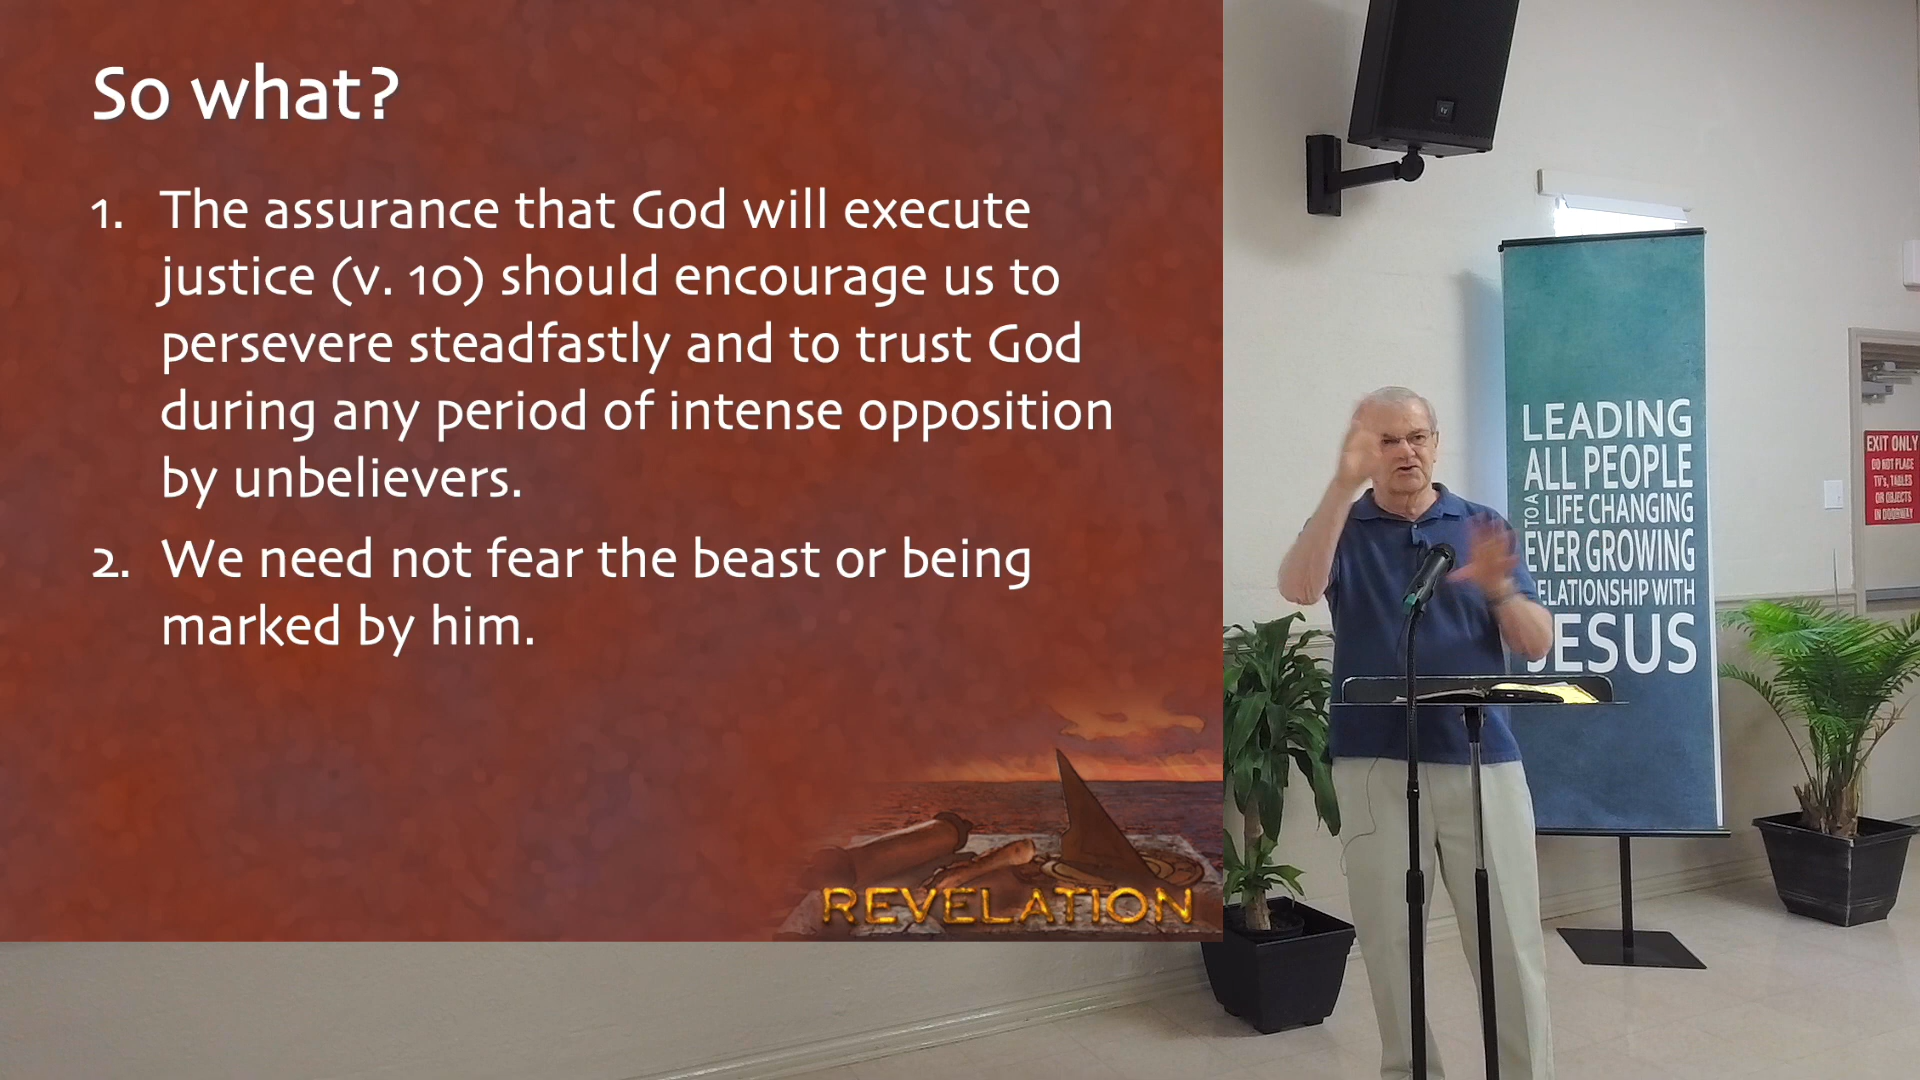 So what?
1. The assurance that God will execute
justice (v. 10) should encourage us to
persevere steadfastly and to trust God
during any period of intense opposition
by unbelievers.
2. We need not fear the beast or being
marked by him.
REVELATION
LEADING
ALL PEOPLE
TO A LIFE CHANGING
EVER GROWING
ELATIONSHIP WITH
JESUS
EXIT ONLY
DO NOT PLACE
TV's, TABLES
OR OBJECTS
IN DOORWAY